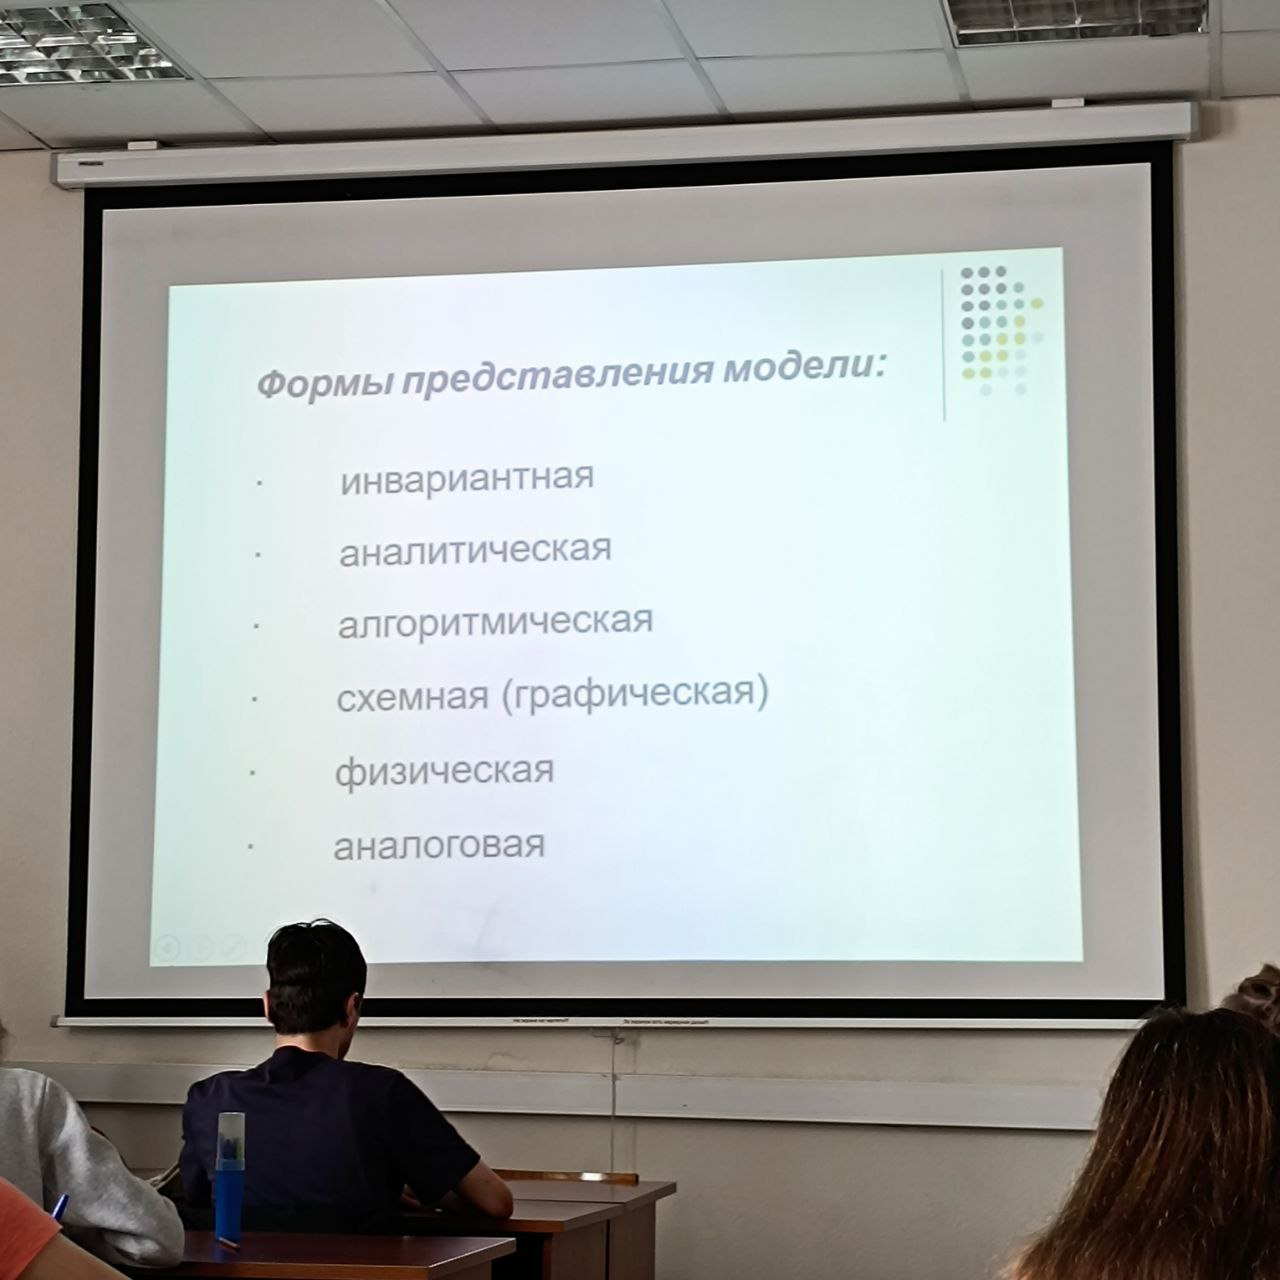 Формы представления модели:
· инвариантная
· аналитическая
· алгоритмическая
· схемная (графическая)
· физическая
· аналоговая